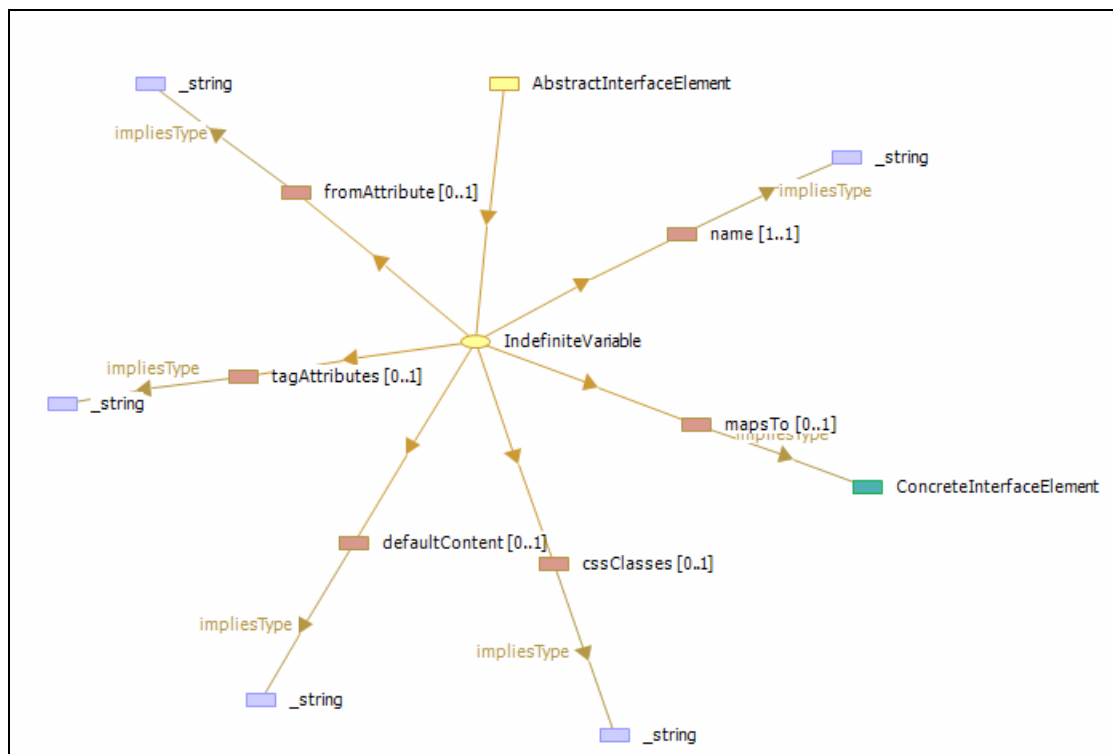 _string
AbstractInterfaceElement
impliesType
_string
impliesType
fromAttribute [0..1]
name [1..1]
IndefiniteVariable
impliesType
tagAttributes [0..1]
_string
mapsTo [0..1]
impliesType
ConcreteInterfaceElement
defaultContent [0..1]
cssClasses [0..1]
impliesType
impliesType
_string
_string